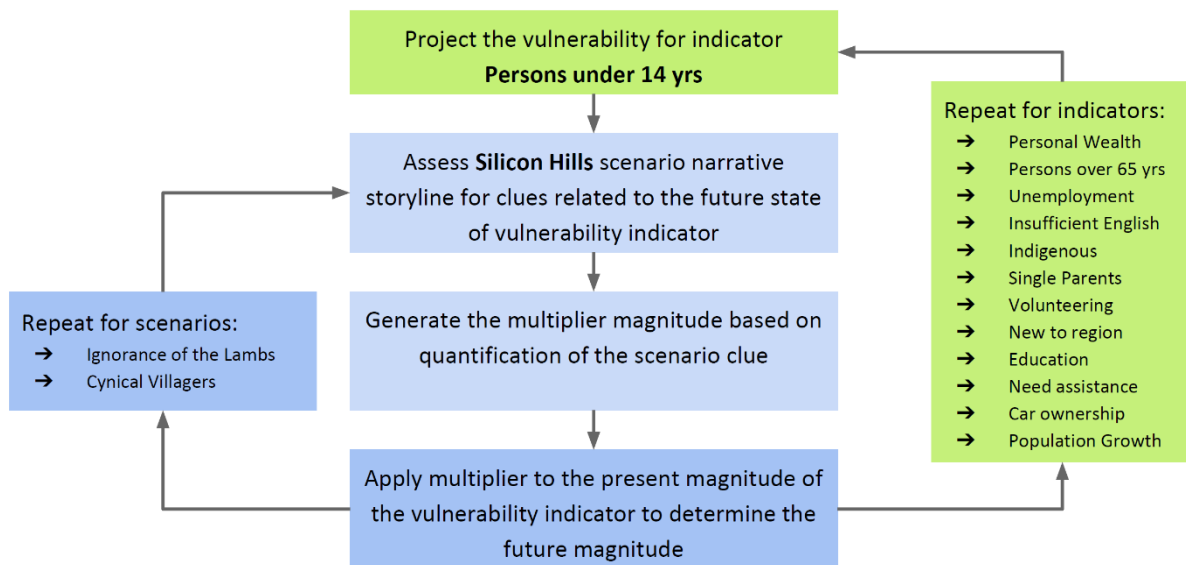 Project the vulnerability for indicator
Persons under 14 yrs
Assess Silicon Hills scenario narrative
storyline for clues related to the future state
of vulnerability indicator
Generate the multiplier magnitude based on
quantification of the scenario clue
Apply multiplier to the present magnitude of
the vulnerability indicator to determine the
future magnitude
Repeat for scenarios:
➔ Ignorance of the Lambs
➔ Cynical Villagers
Repeat for indicators:
➔ Personal Wealth
➔ Persons over 65 yrs
➔ Unemployment
➔ Insufficient English
➔ Indigenous
➔ Single Parents
➔ Volunteering
➔ New to region
➔ Education
➔ Need assistance
➔ Car ownership
➔ Population Growth